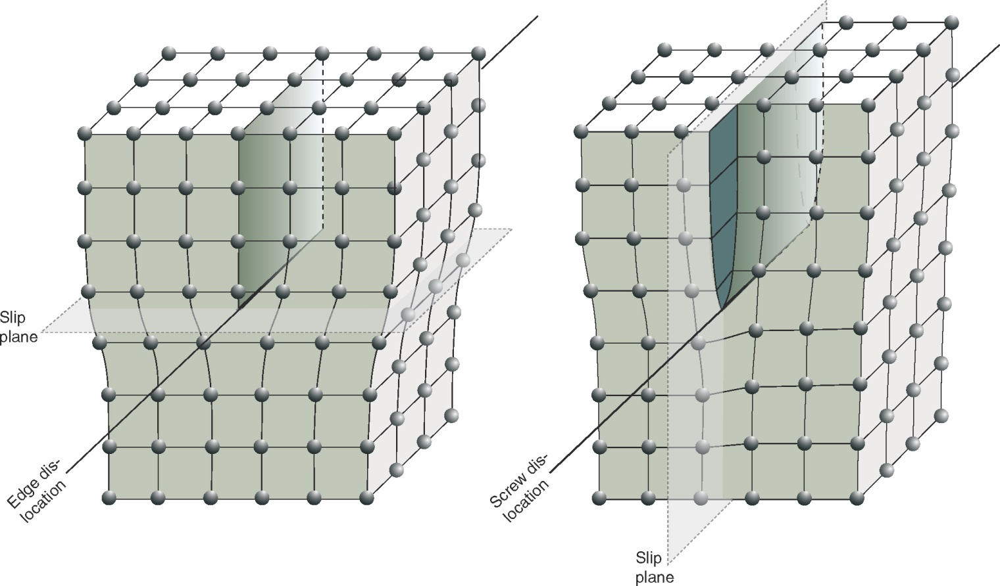 Slip
plane
Edge dis-
location
Screw dis-
location
Slip
plane